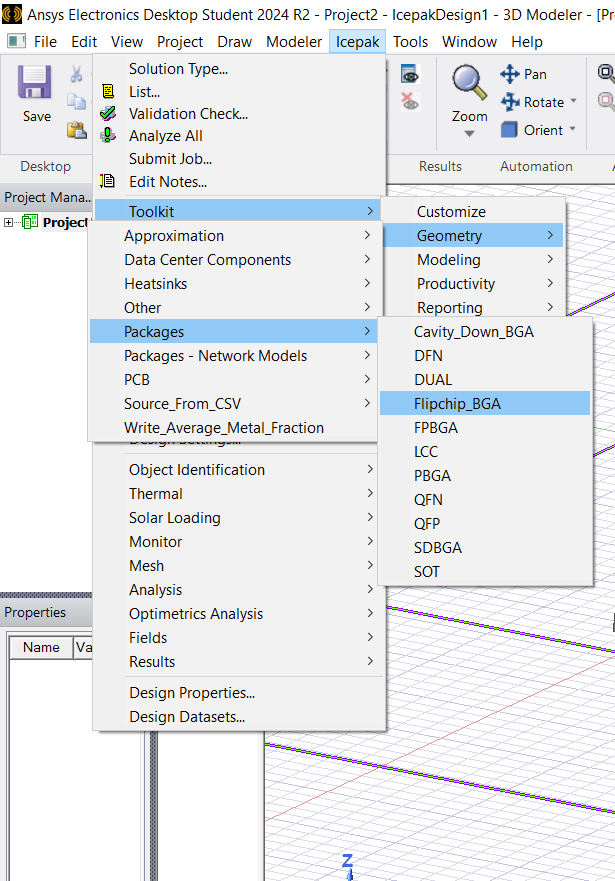 Ansys Electronics Desktop Student 2024 R2 - Project2 - IcepakDesign1 - 3D Modeler - [Pr
File Edit View Project Draw Modeler Icepak Tools Window Help
Save
Zoom
Pan
Rotate
Orient
Desktop
Results
Automation
Solution Type...
List...
Validation Check...
Analyze All
Submit Job...
Edit Notes...
Toolkit
Customize
Geometry
Modeling
Productivity
Reporting
Approximation
Data Center Components
Heatsinks
Other
Packages
Packages - Network Models
PCB
Source_From_CSV
Write_Average_Metal_Fraction
Cavity_Down_BGA
DFN
DUAL
Flipchip_BGA
FPBGA
LCC
PBGA
QFN
QFP
SDBGA
SOT
Design Settings...
Object Identification
Thermal
Solar Loading
Monitor
Mesh
Analysis
Optimetrics Analysis
Fields
Results
Design Properties...
Design Datasets...
Project Mana...
Project
Properties
Name Va
Z